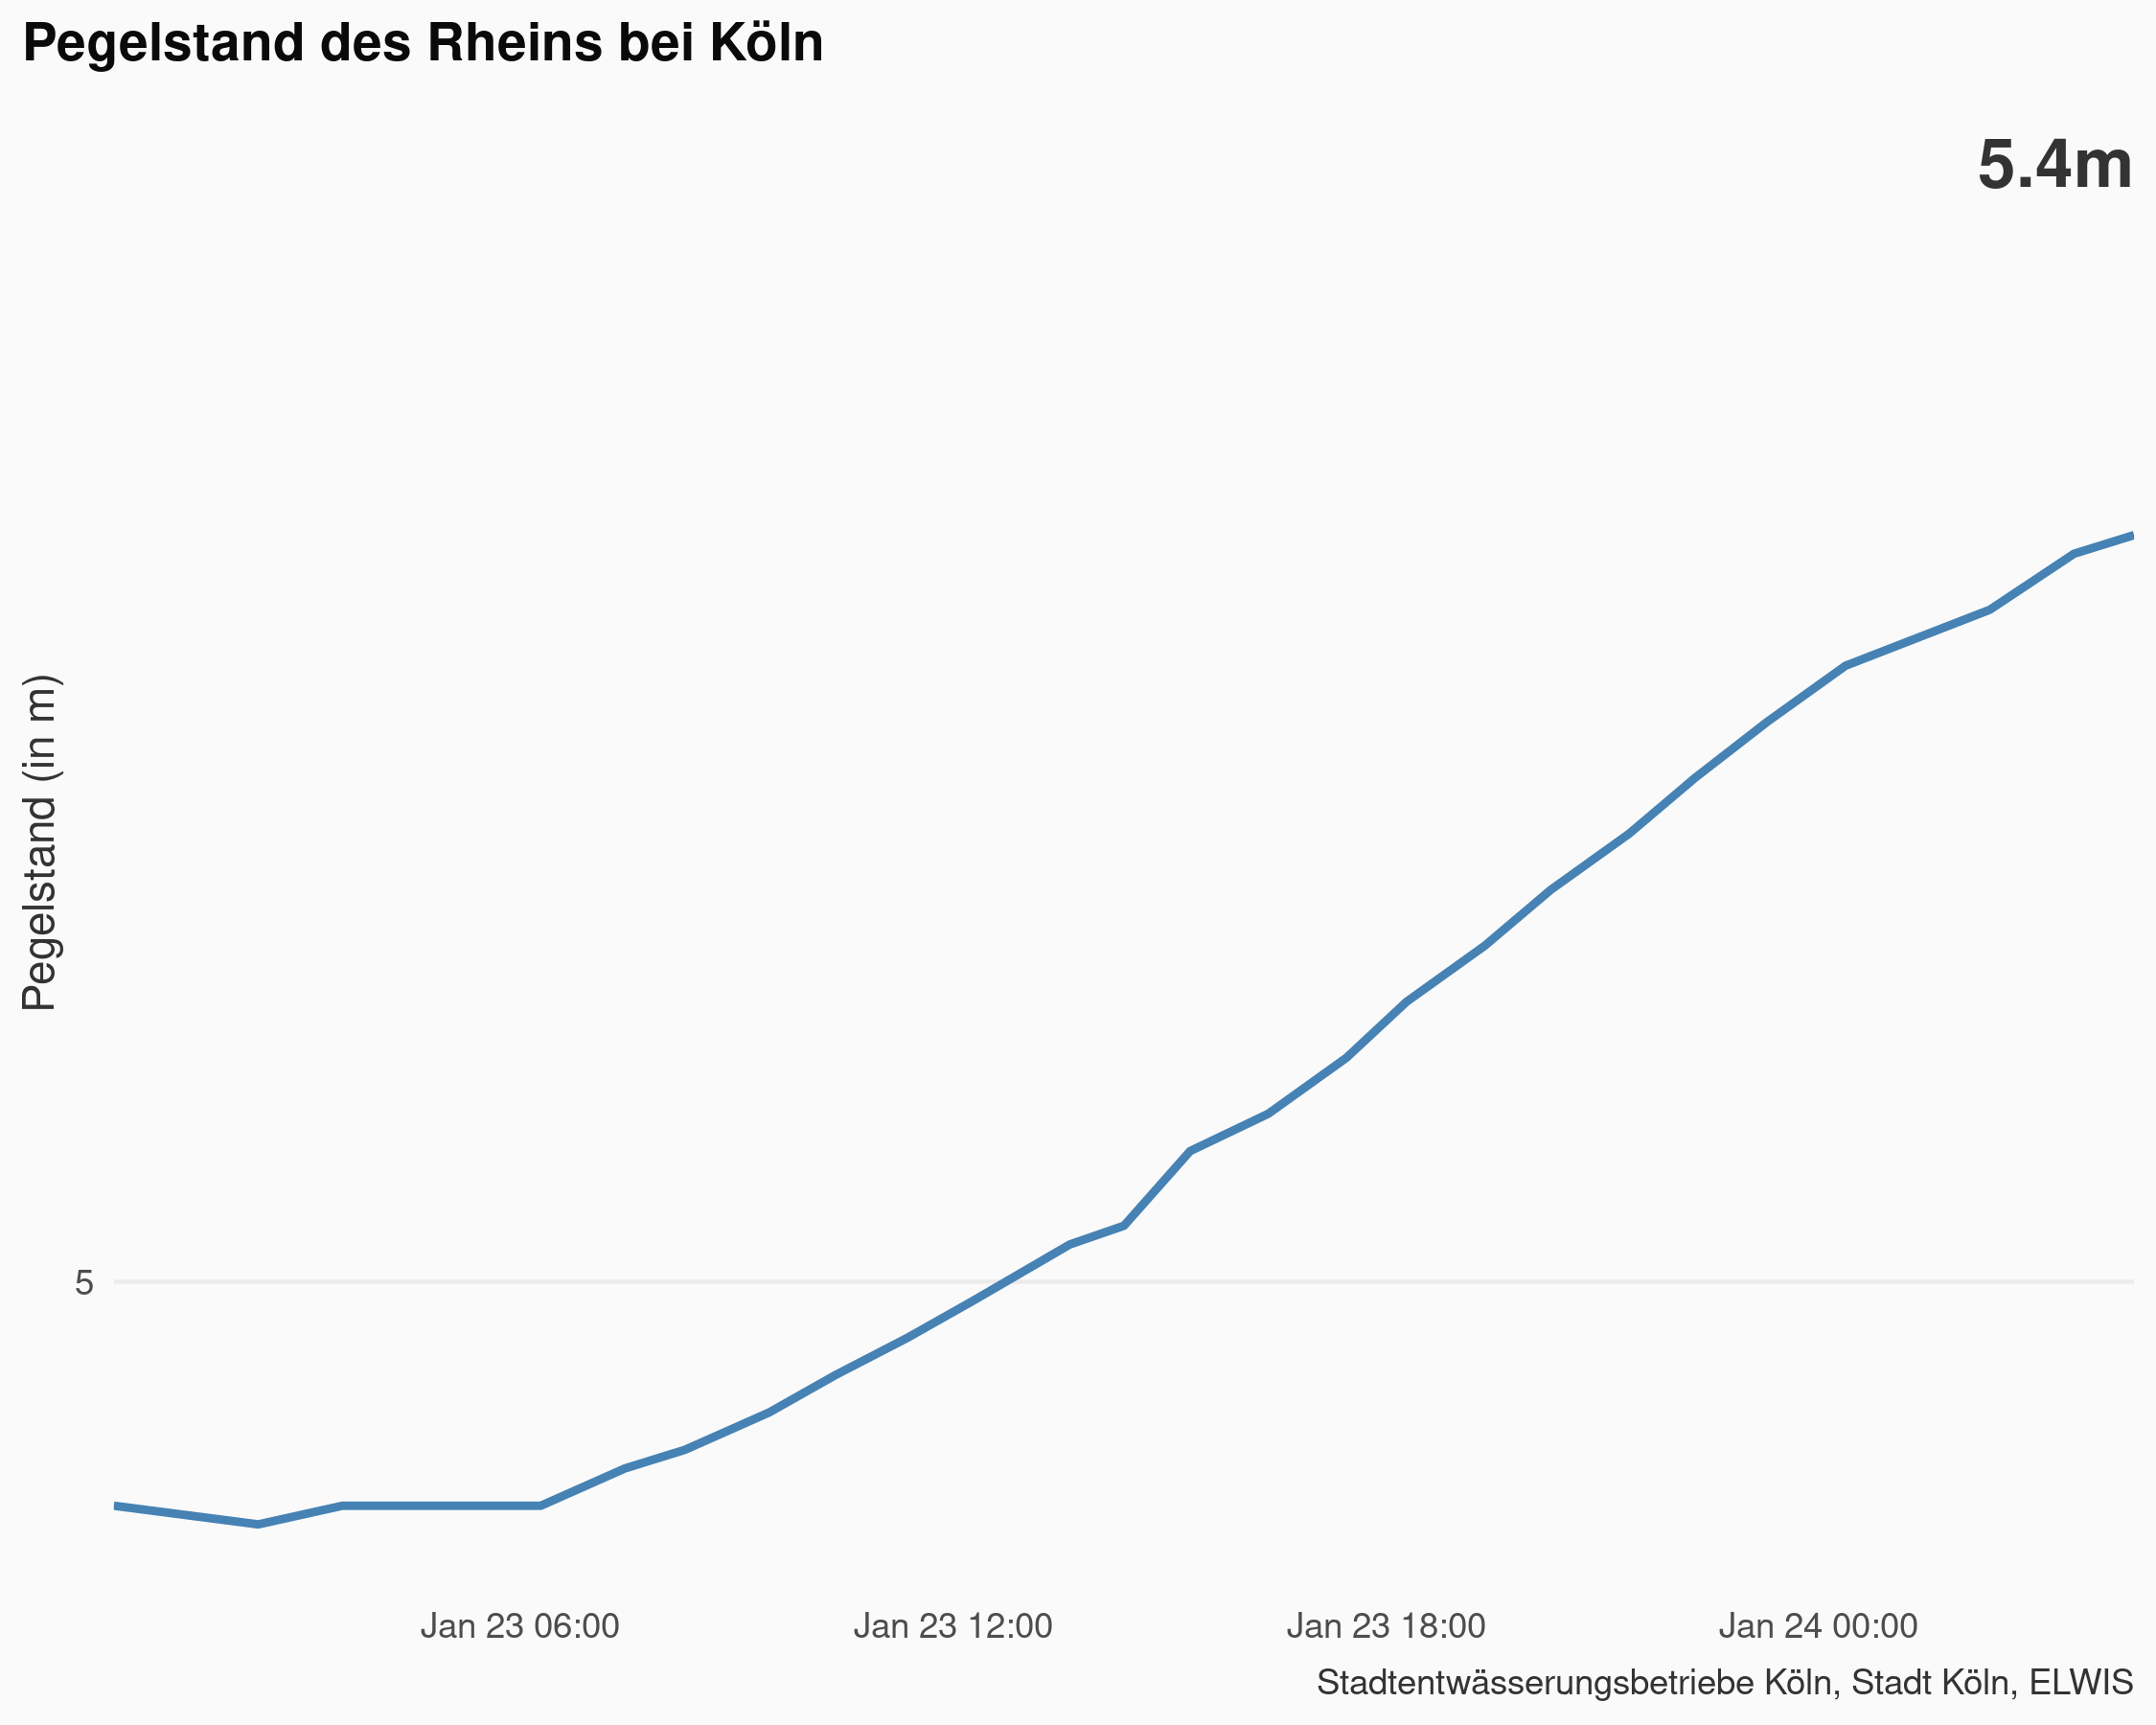 Pegelstand des Rheins bei Köln
5.4m
Pegelstand (in m)
5
Jan 23 06:00
Jan 23 12:00
Jan 23 18:00
Jan 24 00:00
Stadtentwässerungsbetriebe Köln, Stadt Köln, ELWIS